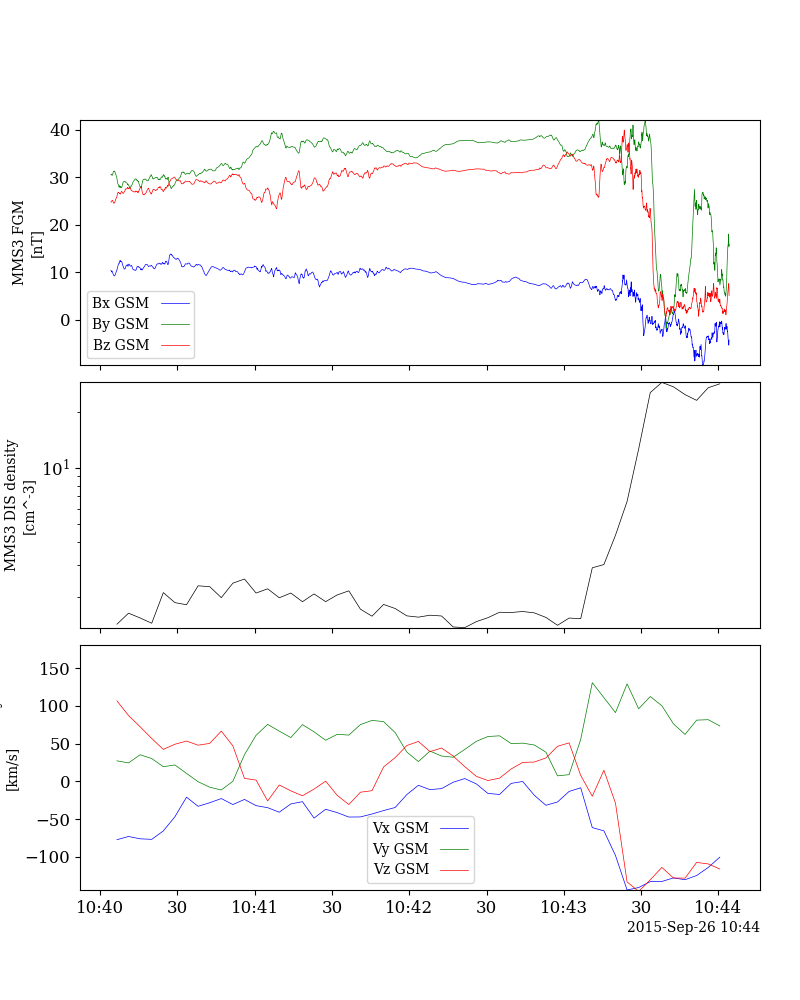 40
30
20
10
0
MMS3 FGM
[nT]
Bx GSM
By GSM
Bz GSM
10¹
MMS3 DIS density
[cm^-3]
150
100
50
0
−50
−100
[km/s]
Vx GSM
Vy GSM
Vz GSM
10:40 30 10:41 30 10:42 30 10:43 30 10:44
2015-Sep-26 10:44